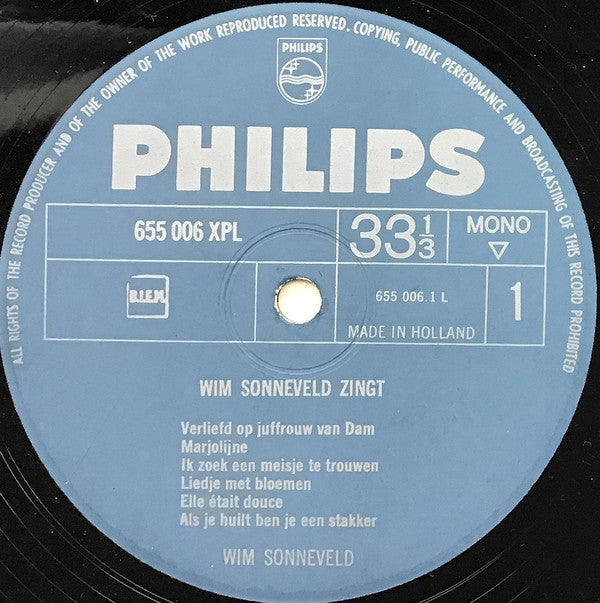 ALL RIGHTS OF THE RECORD PRODUCER AND OF THE OWNER OF THE WORK REPRODUCED RESERVED. COPYING, PUBLIC PERFORMANCE AND BROADCASTING OF THIS RECORD PROHIBITED
PHILIPS
PHILIPS
655 006 XPL
33 1/3
MONO
▽
B.I.E.M.
655 006.1 L
1
MADE IN HOLLAND
WIM SONNEVELD ZINGT
Verliefd op juffrouw van Dam
Marjolijne
Ik zoek een meisje te trouwen
Liedje met bloemen
Elle était douce
Als je huilt ben je een stakker
WIM SONNEVELD